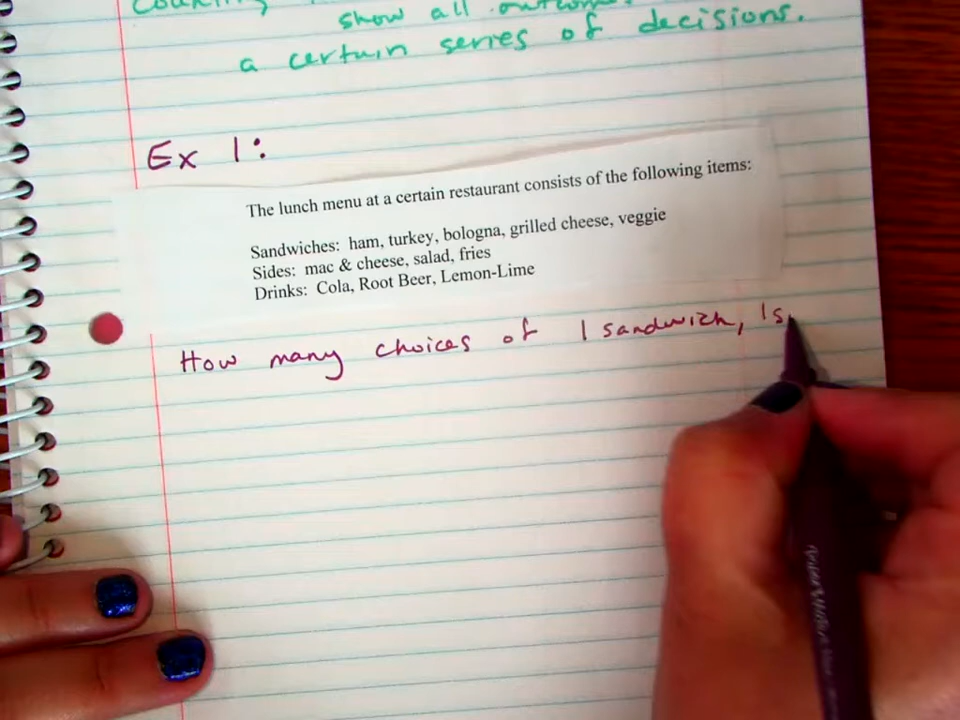 show all
a certain series of decisions.
Ex 1:
The lunch menu at a certain restaurant consists of the following items:
Sandwiches: ham, turkey, bologna, grilled cheese, veggie
Sides: mac & cheese, salad, fries
Drinks: Cola, Root Beer, Lemon-Lime
How many choices of 1 sandwich, 1 s